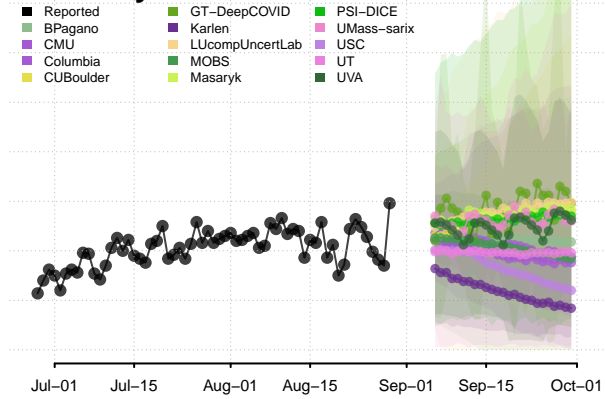 Reported
GT-DeepCOVID
PSI-DICE
BPagano
Karlen
UMass-sarix
CMU
LUcompUncertLab
USC
Columbia
MOBS
UT
CUBoulder
Masaryk
UVA
Jul−01
Jul−15
Aug−01
Aug−15
Sep−01
Sep−15
Oct−01